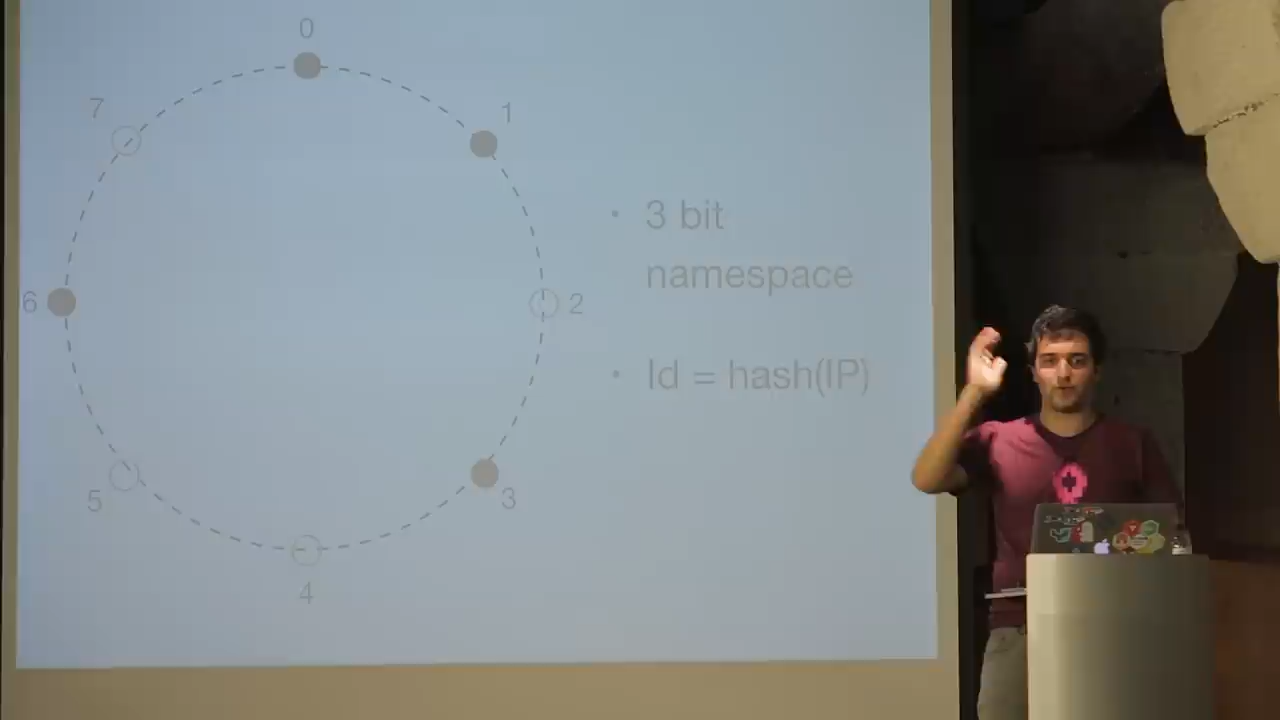 0
7
1
• 3 bit
namespace
6
2
• Id = hash(IP)
5
3
4